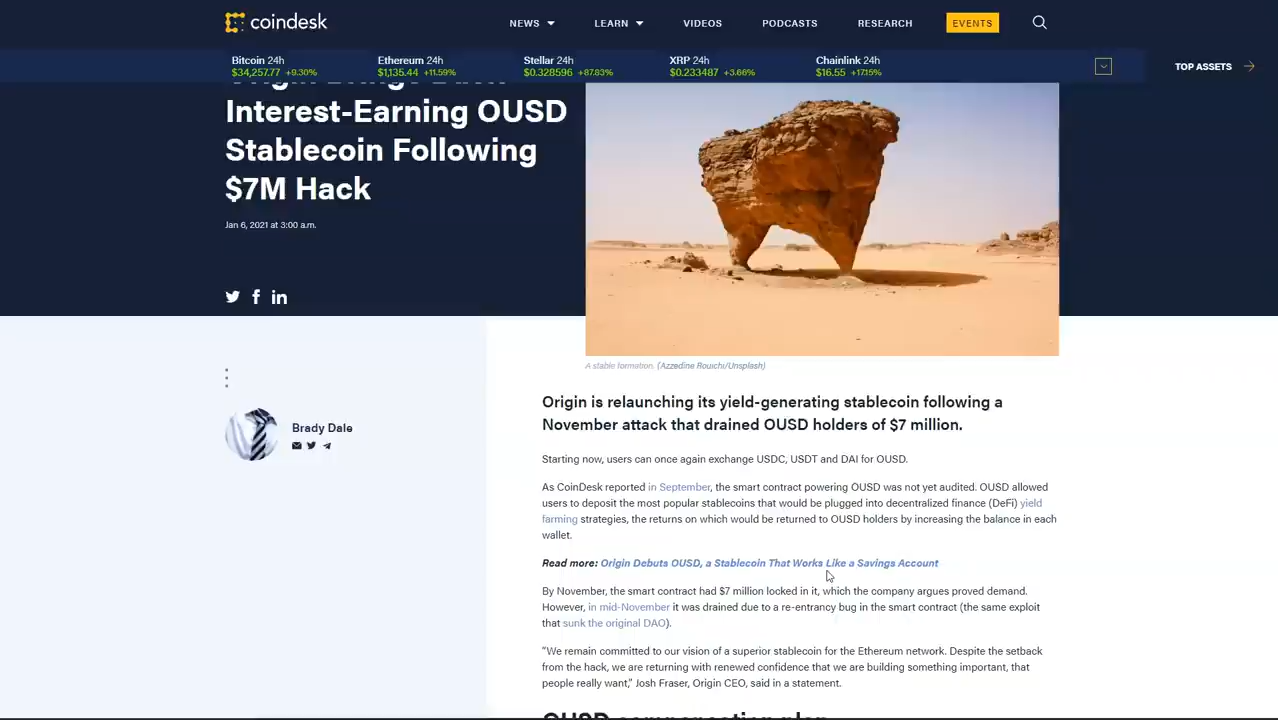 coindesk
NEWS LEARN VIDEOS PODCASTS RESEARCH EVENTS
Bitcoin 24h Ethereum 24h Stellar 24h XRP 24h Chainlink 24h
$34,257.77 +9.30% $1,135.44 +11.59% $0.328596 +87.83% $0.233487 +3.66% $16.55 +17.15%
TOP ASSETS
Interest-Earning OUSD
Stablecoin Following
$7M Hack
Jan 6, 2021 at 3:00 a.m.
A stable formation. (Azzedine Rouichi/Unsplash)
Brady Dale
Origin is relaunching its yield-generating stablecoin following a
November attack that drained OUSD holders of $7 million.
Starting now, users can once again exchange USDC, USDT and DAI for OUSD.
As CoinDesk reported in September, the smart contract powering OUSD was not yet audited. OUSD allowed
users to deposit the most popular stablecoins that would be plugged into decentralized finance (DeFi) yield
farming strategies, the returns on which would be returned to OUSD holders by increasing the balance in each
wallet.
Read more: Origin Debuts OUSD, a Stablecoin That Works Like a Savings Account
By November, the smart contract had $7 million locked in it, which the company argues proved demand.
However, in mid-November it was drained due to a re-entrancy bug in the smart contract (the same exploit
that sunk the original DAO).
“We remain committed to our vision of a superior stablecoin for the Ethereum network. Despite the setback
from the hack, we are returning with renewed confidence that we are building something important, that
people really want,” Josh Fraser, Origin CEO, said in a statement.